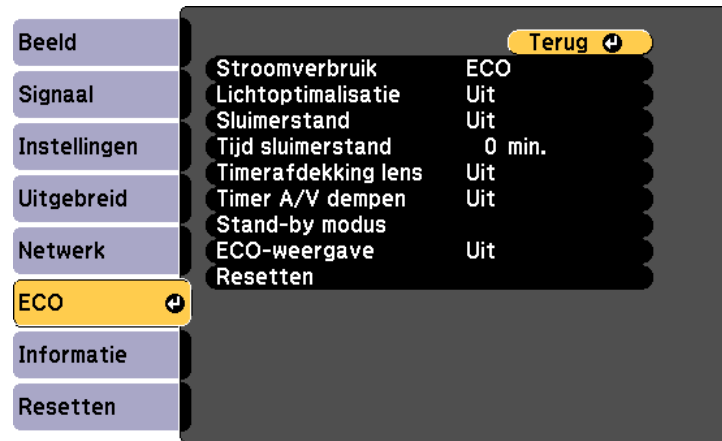 Beeld
Signaal
Instellingen
Uitgebreid
Netwerk
ECO
Informatie
Resetten
Terug
Stroomverbruik ECO
Lichtoptimalisatie Uit
Sluimerstand Uit
Tijd sluimerstand 0 min.
Timerafdekking lens Uit
Timer A/V dempen Uit
Stand-by modus
ECO-weergave Uit
Resetten